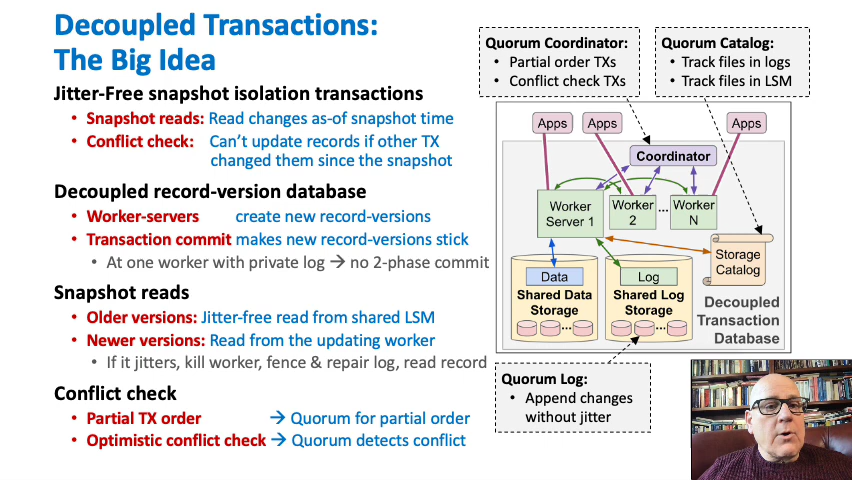 Decoupled Transactions:
The Big Idea
Jitter-Free snapshot isolation transactions
• Snapshot reads: Read changes as-of snapshot time
• Conflict check: Can't update records if other TX
changed them since the snapshot
Decoupled record-version database
• Worker-servers create new record-versions
• Transaction commit makes new record-versions stick
• At one worker with private log → no 2-phase commit
Snapshot reads
• Older versions: Jitter-free read from shared LSM
• Newer versions: Read from the updating worker
• If it jitters, kill worker, fence & repair log, read record
Conflict check
• Partial TX order → Quorum for partial order
• Optimistic conflict check → Quorum detects conflict
Quorum Coordinator:
• Partial order TXs
• Conflict check TXs
Quorum Catalog:
• Track files in logs
• Track files in LSM
Apps
Apps
Apps
Coordinator
Worker
Server 1
Worker
2
...
Worker
N
Storage
Catalog
Data
Shared Data
Storage
...
Log
Shared Log
Storage
...
Decoupled
Transaction
Database
Quorum Log:
• Append changes
without jitter